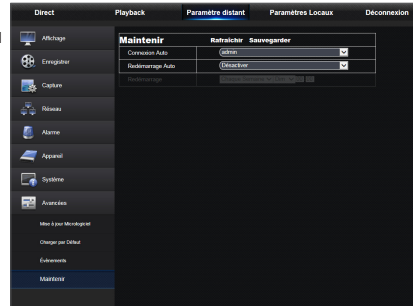 Direct Playback Paramètre distant Paramètres Locaux Déconnexion
Affichage
Enregistrer
Capture
Réseau
Alarme
Appareil
Système
Avancées
Mise à jour Micrologiciel
Charger par Défaut
Évènements
Maintenir
Maintenir Rafraichir Sauvegarder
Connexion Auto admin
Redémarrage Auto Désactiver
Redémarrage